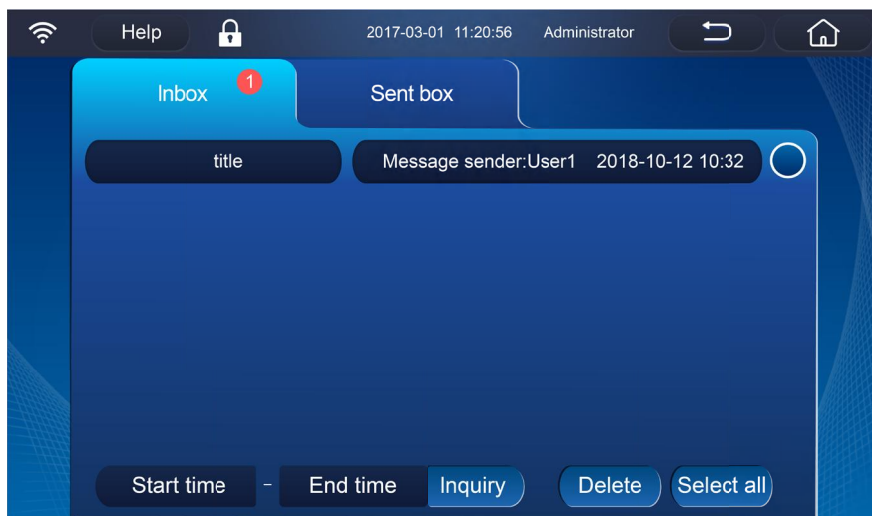 Help 2017-03-01 11:20:56 Administrator
Inbox 1 Sent box
title Message sender:User1 2018-10-12 10:32
Start time - End time Inquiry Delete Select all